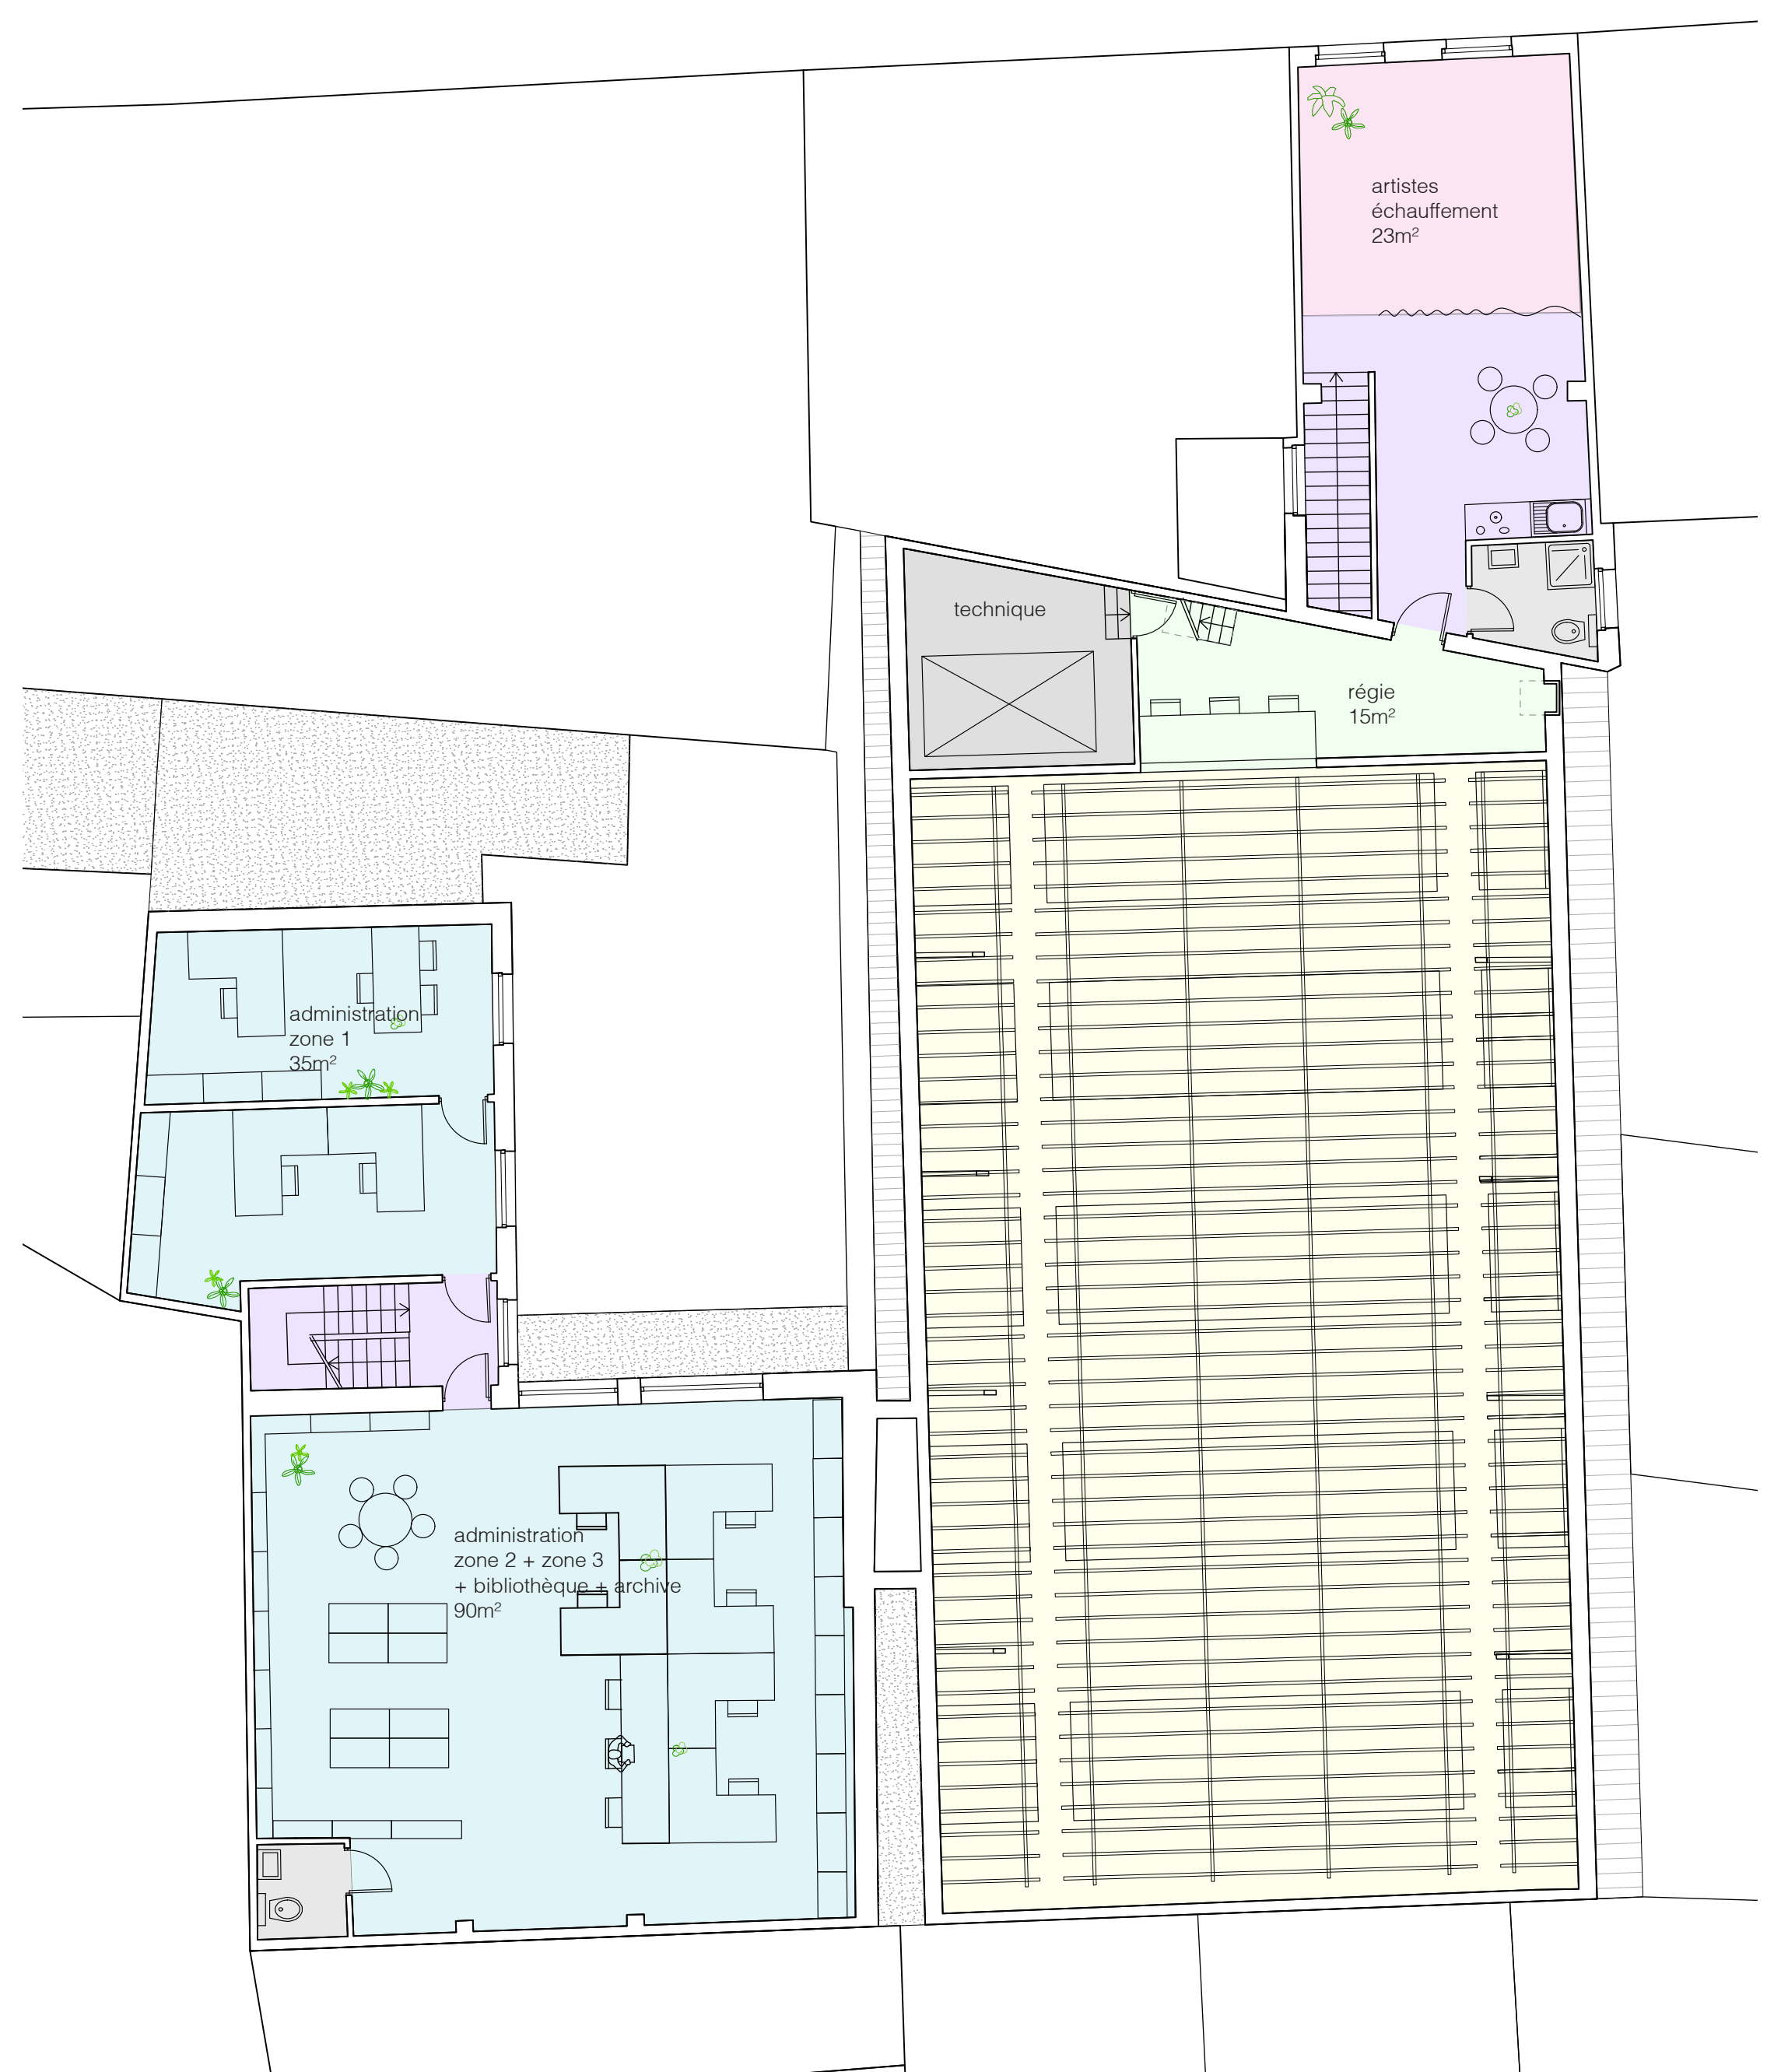 artistes
échauffement
23m²
technique
régie
15m²
administration
zone 1
35m²
administration
zone 2 + zone 3
+ bibliothèque + archive
90m²